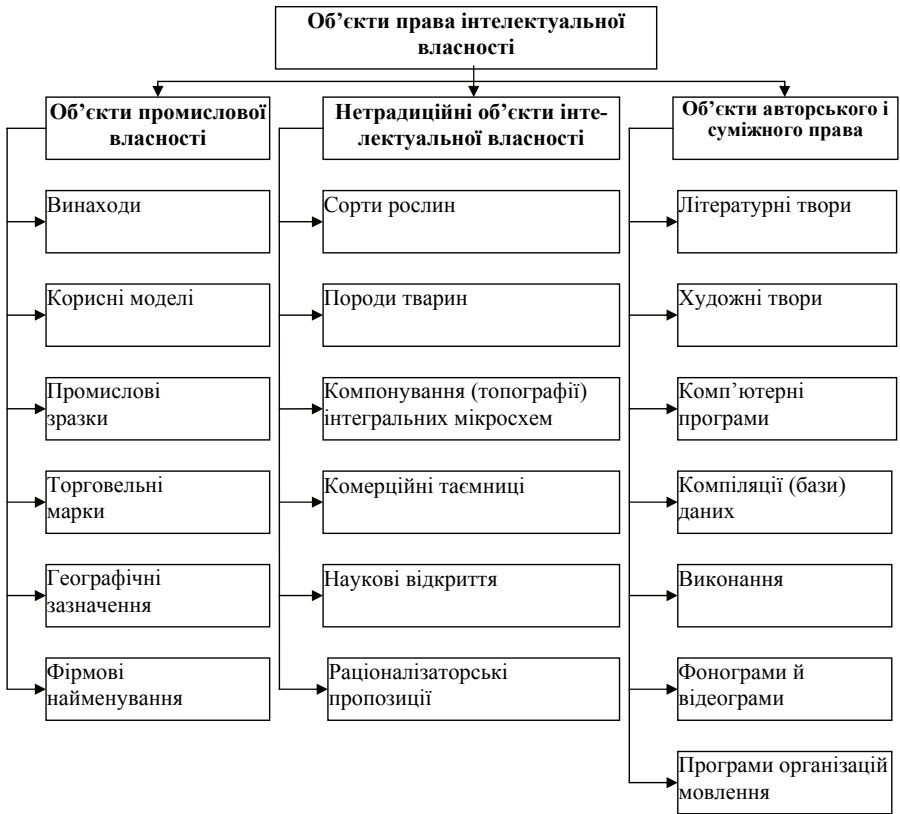 Об’єкти права інтелектуальної
власності
Об’єкти промислової
власності
Винаходи
Корисні моделі
Промислові
зразки
Торговельні
марки
Географічні
зазначення
Фірмові
найменування
Нетрадиційні об’єкти інте-
лектуальної власності
Сорти рослин
Породи тварин
Компонування (топографії)
інтегральних мікросхем
Комерційні таємниці
Наукові відкриття
Раціоналізаторські
пропозиції
Об’єкти авторського і
суміжного права
Літературні твори
Художні твори
Комп’ютерні
програми
Компіляції (бази)
даних
Виконання
Фонограми й
відеограми
Програми організацій
мовлення